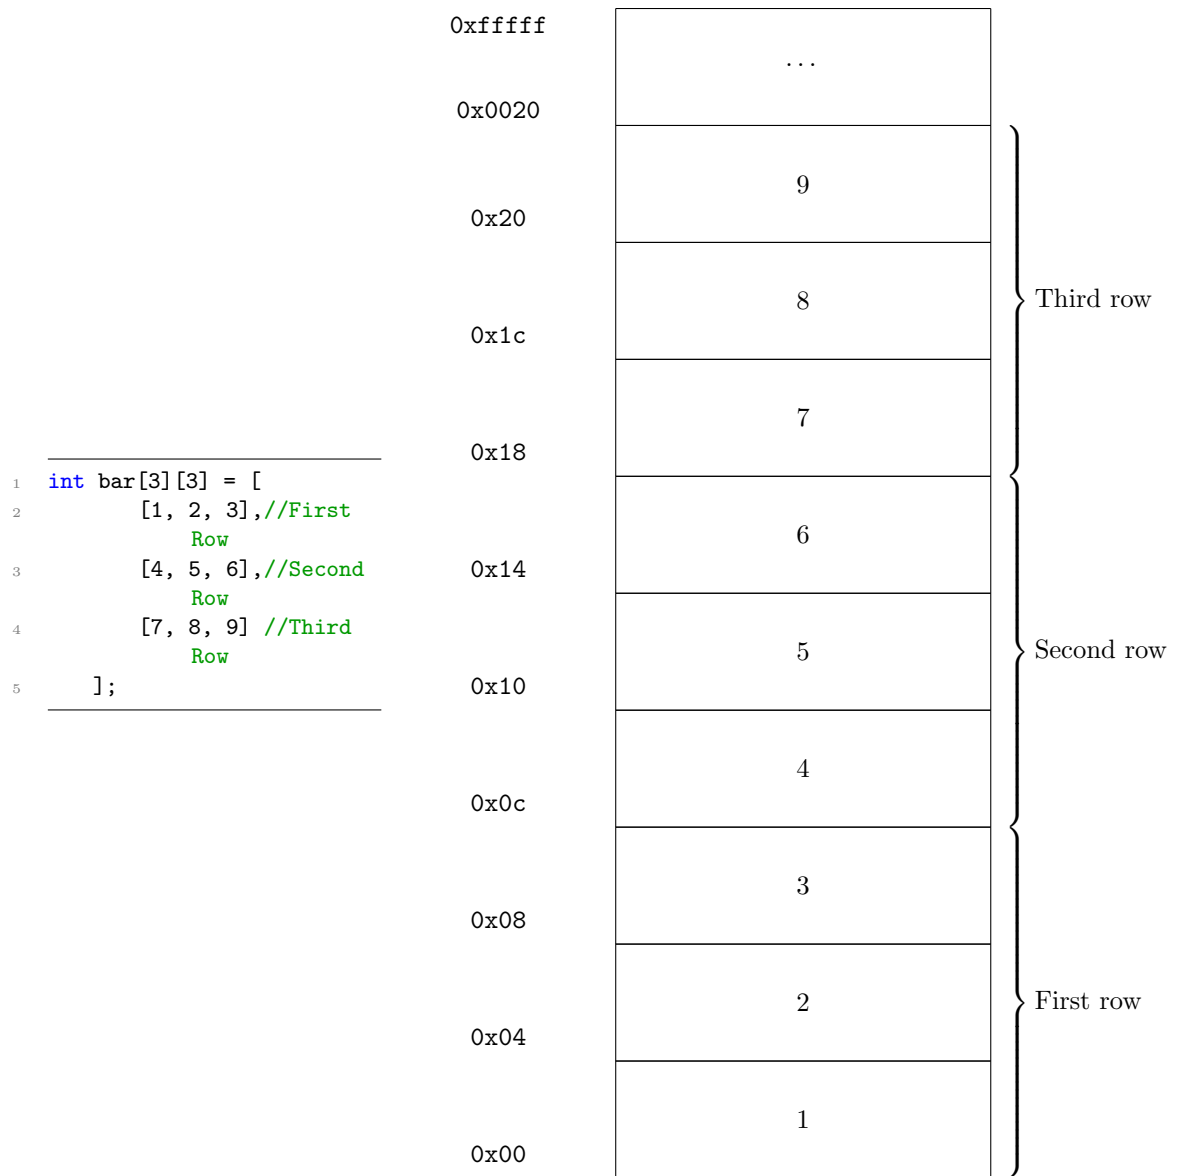 1 int bar[3][3] = [
2 [1, 2, 3],//First
Row
3 [4, 5, 6],//Second
Row
4 [7, 8, 9] //Third
Row
5 ];
0xfffff
...
0x0020
9
0x20
8
Third row
0x1c
7
0x18
6
0x14
5
Second row
0x10
4
0x0c
3
0x08
2
First row
0x04
1
0x00